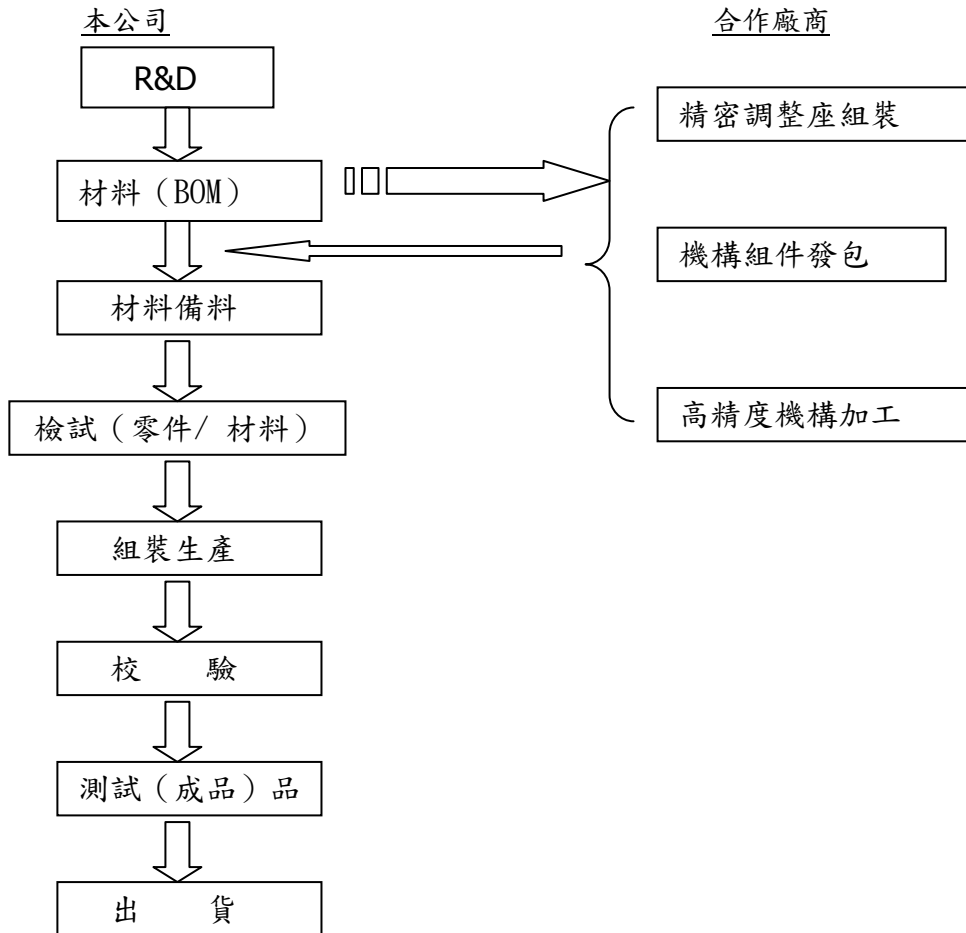 本公司
合作廠商
R&D
精密調整座組裝
材料（BOM）
機構組件發包
材料備料
高精度機構加工
檢試（零件/ 材料）
組裝生產
校 驗
測試（成品）品
出 貨